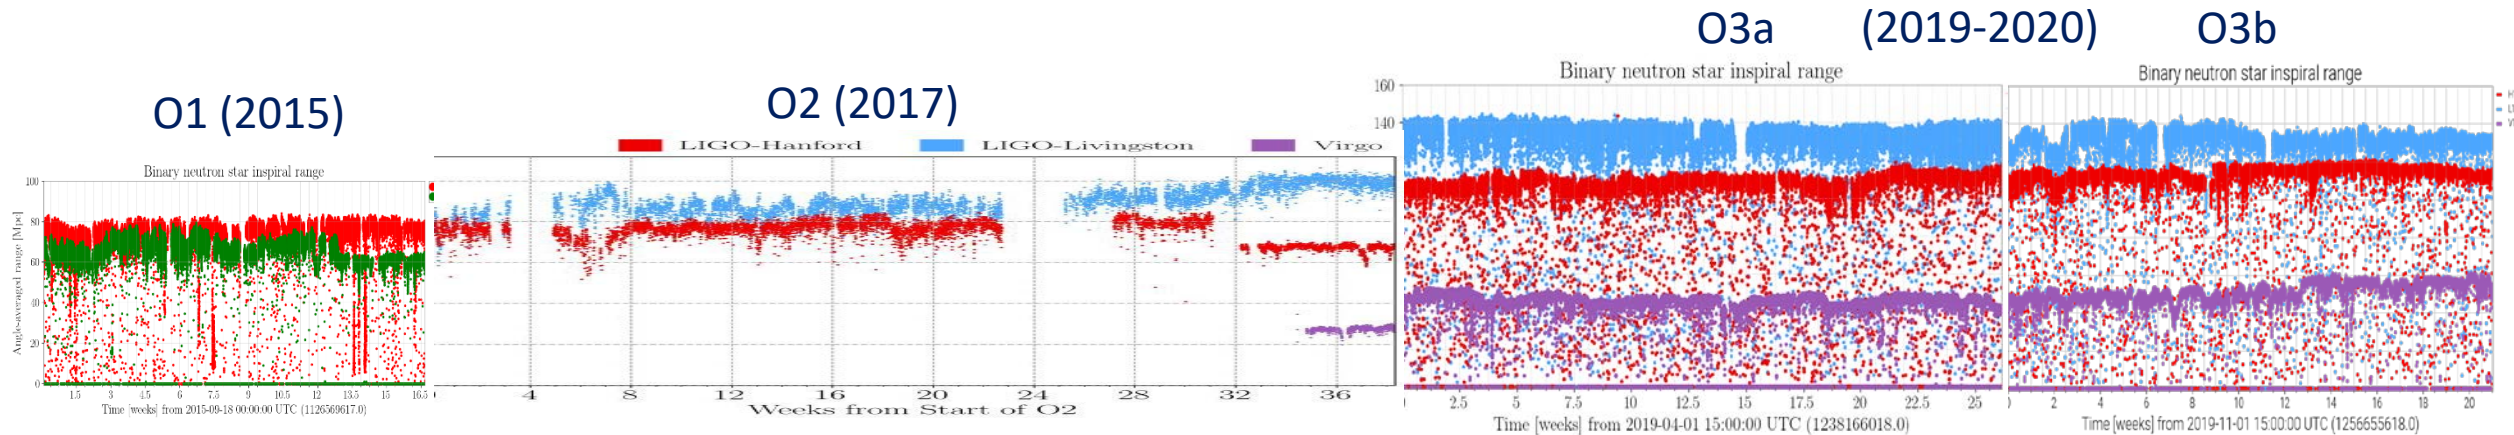 O3a (2019-2020) O3b
O1 (2015)
O2 (2017)
Binary neutron star inspiral range
100
80
60
40
20
0
Angle-averaged range [Mpc]
1.5 3 4.5 6 7.5 9 10.5 12 13.5 15 16.5
Time [weeks] from 2015-09-18 00:00:00 UTC (1126569617.0)
LIGO-Hanford LIGO-Livingston Virgo
4 8 12 16 20 24 28 32 36
Weeks from Start of O2
Binary neutron star inspiral range
160
140
2.5 5 7.5 10 12.5 15 17.5 20 22.5 25
Time [weeks] from 2019-04-01 15:00:00 UTC (1238166018.0)
Binary neutron star inspiral range
2 4 6 8 10 12 14 16 18 20
Time [weeks] from 2019-11-01 15:00:00 UTC (1256655618.0)